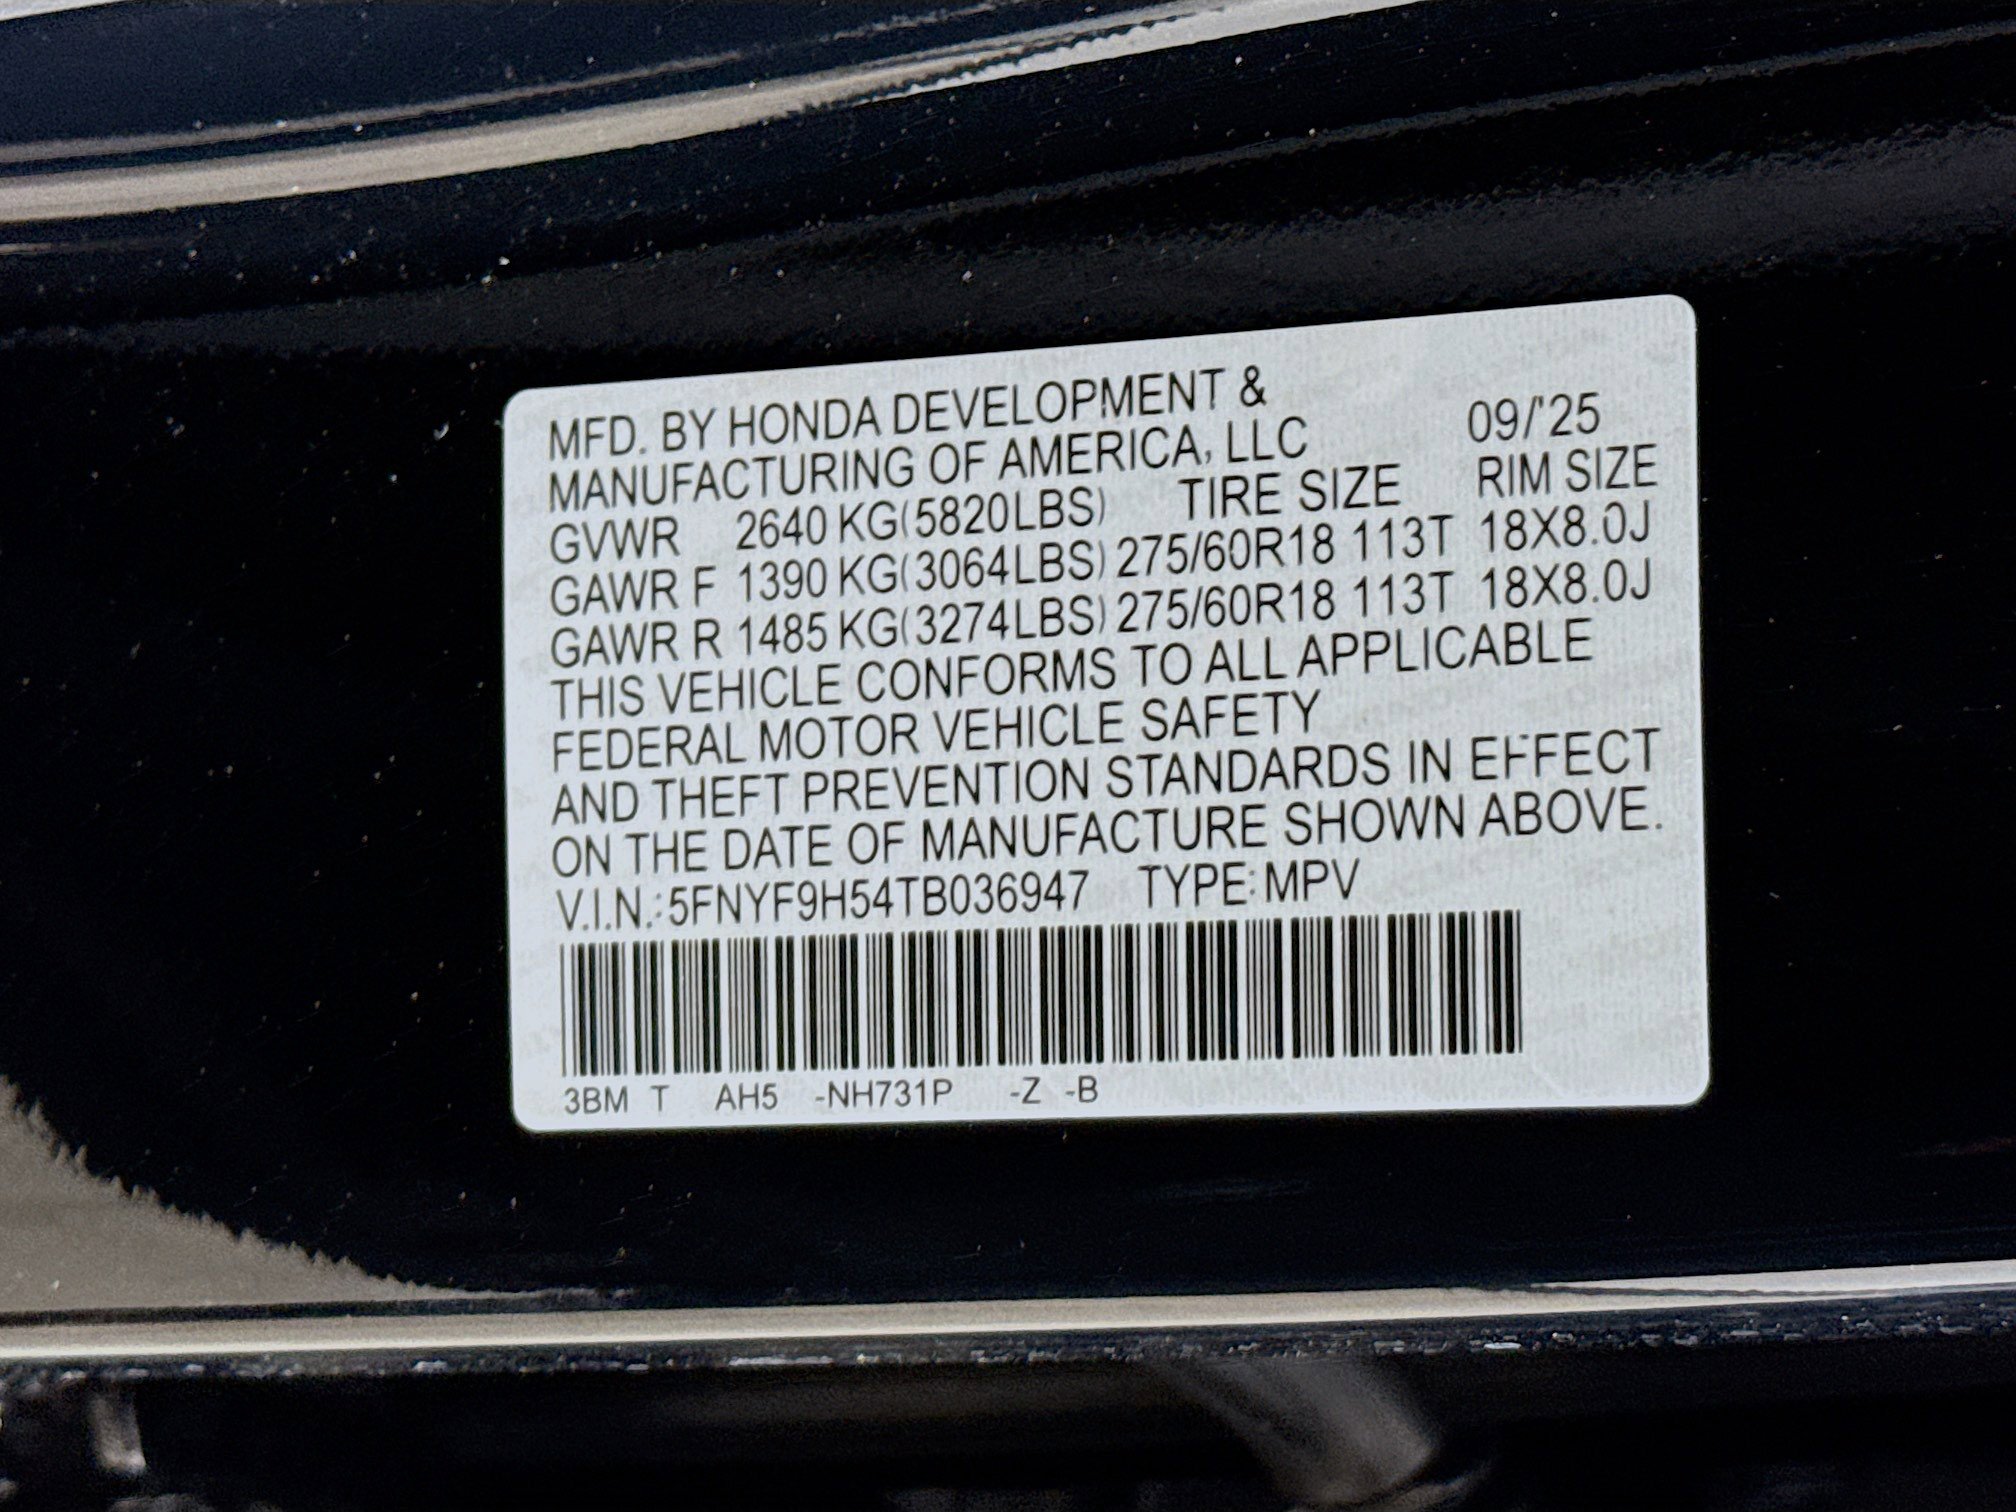 MFD. BY HONDA DEVELOPMENT &
MANUFACTURING OF AMERICA, LLC 09/'25
GVWR 2640 KG(5820LBS) TIRE SIZE RIM SIZE
GAWR F 1390 KG(3064LBS) 275/60R18 113T 18X8.0J
GAWR R 1485 KG(3274LBS) 275/60R18 113T 18X8.0J
THIS VEHICLE CONFORMS TO ALL APPLICABLE
FEDERAL MOTOR VEHICLE SAFETY
AND THEFT PREVENTION STANDARDS IN EFFECT
ON THE DATE OF MANUFACTURE SHOWN ABOVE.
V.I.N.:5FNYF9H54TB036947 TYPE:MPV
3BM T AH5 -NH731P -Z -B